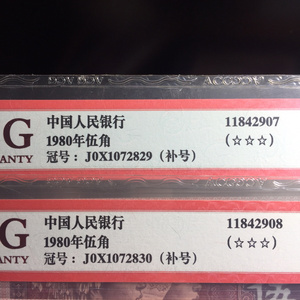 G
ANTY
中国人民银行 11842907
1980年伍角 (☆☆☆)
冠号：J0X1072829（补号）
G
ANTY
中国人民银行 11842908
1980年伍角 (☆☆☆)
冠号：J0X1072830（补号）